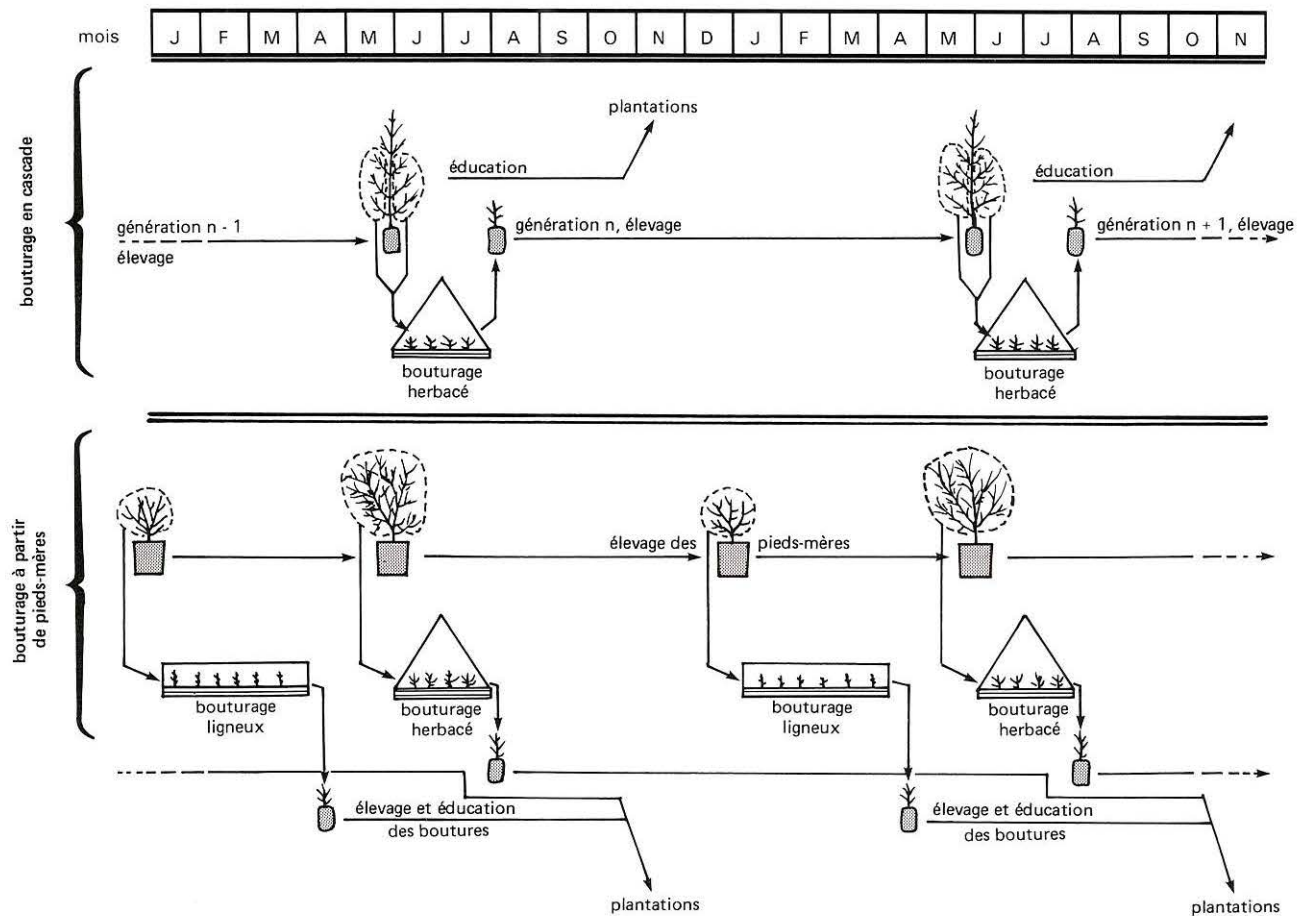 mois J F M A M J J A S O N D J F M A M J J A S O N
bouturage en cascade
plantations
éducation
éducation
génération n - 1
élevage
génération n, élevage
génération n + 1, élevage
bouturage
herbacé
bouturage
herbacé
bouturage à partir
de pieds-mères
élevage des pieds-mères
bouturage
ligneux
bouturage
herbacé
bouturage
ligneux
bouturage
herbacé
élevage et éducation
des boutures
élevage et éducation
des boutures
plantations
plantations